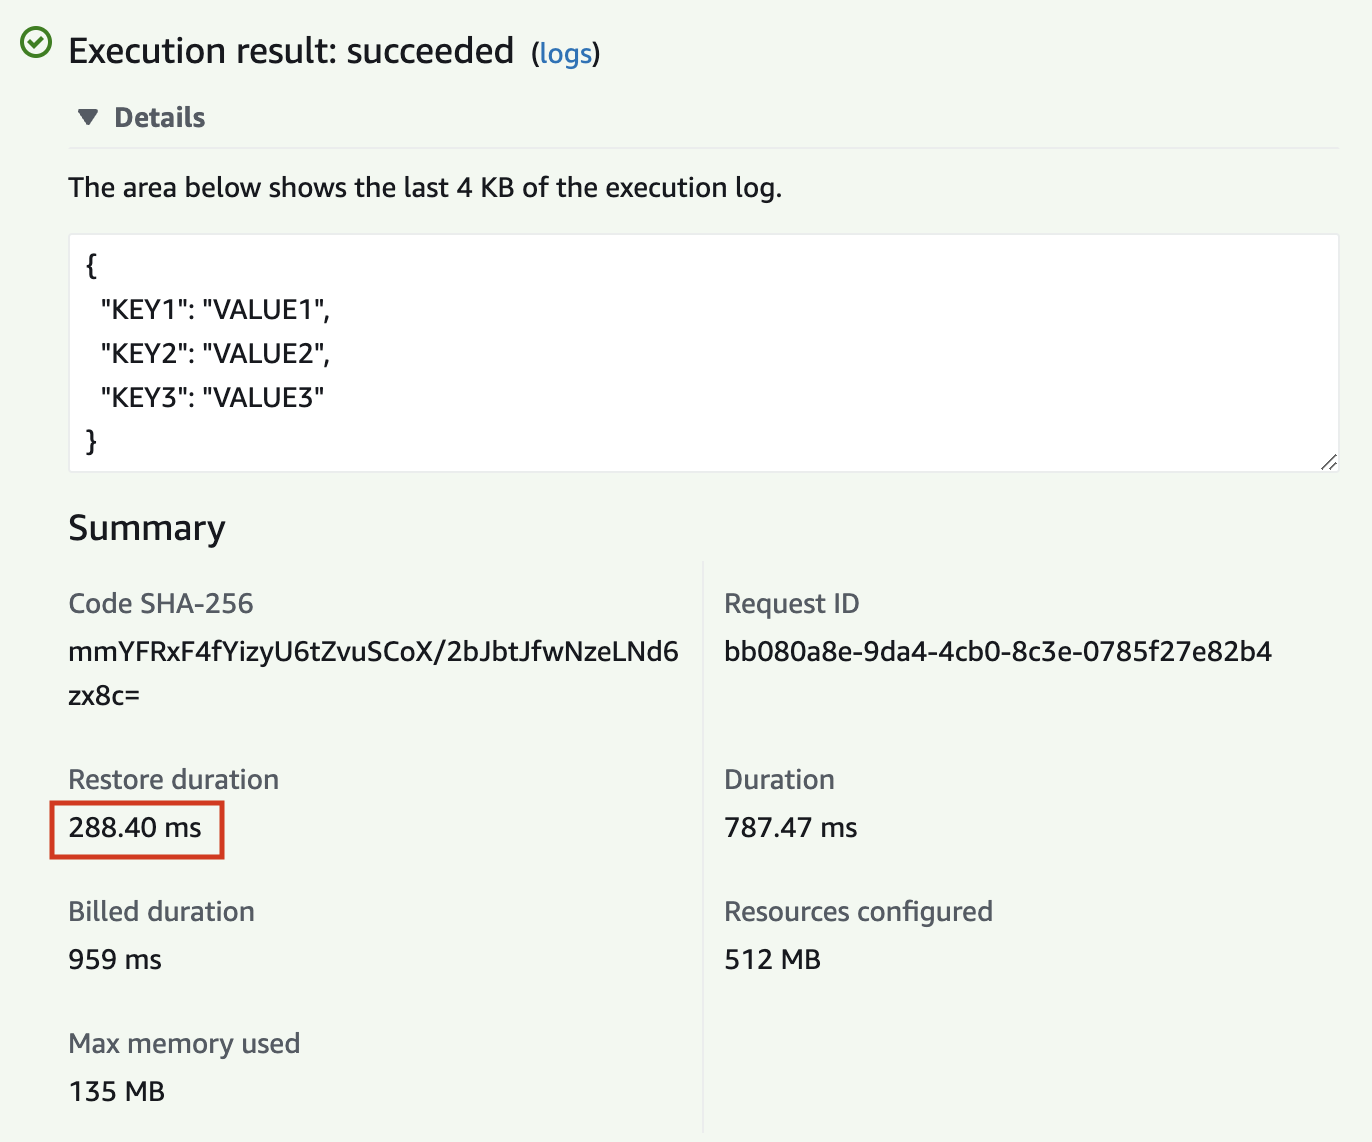 Execution result: succeeded (logs)
Details
The area below shows the last 4 KB of the execution log.
{
"KEY1": "VALUE1",
"KEY2": "VALUE2",
"KEY3": "VALUE3"
}
Summary
Code SHA-256
mmYFRxF4fYizyU6tZvuSCoX/2bJbtJfwNzeLNd6
zx8c=
Request ID
bb080a8e-9da4-4cb0-8c3e-0785f27e82b4
Restore duration
288.40 ms
Duration
787.47 ms
Billed duration
959 ms
Resources configured
512 MB
Max memory used
135 MB